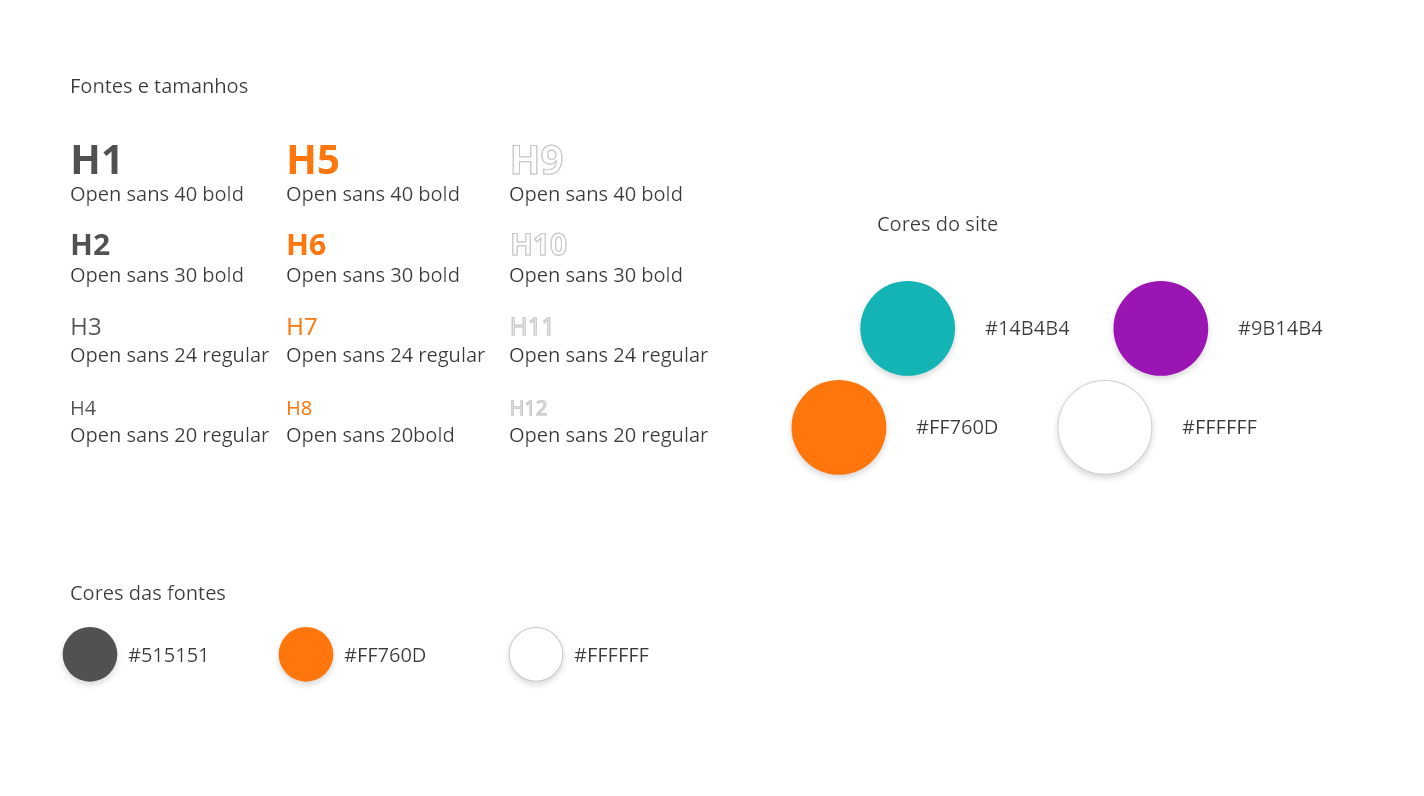 Fontes e tamanhos
H1
Open sans 40 bold
H2
Open sans 30 bold
H3
Open sans 24 regular
H4
Open sans 20 regular
H5
Open sans 40 bold
H6
Open sans 30 bold
H7
Open sans 24 regular
H8
Open sans 20bold
H9
Open sans 40 bold
H10
Open sans 30 bold
H11
Open sans 24 regular
H12
Open sans 20 regular
Cores do site
#14B4B4
#9B14B4
#FF760D
#FFFFFF
Cores das fontes
#515151
#FF760D
#FFFFFF